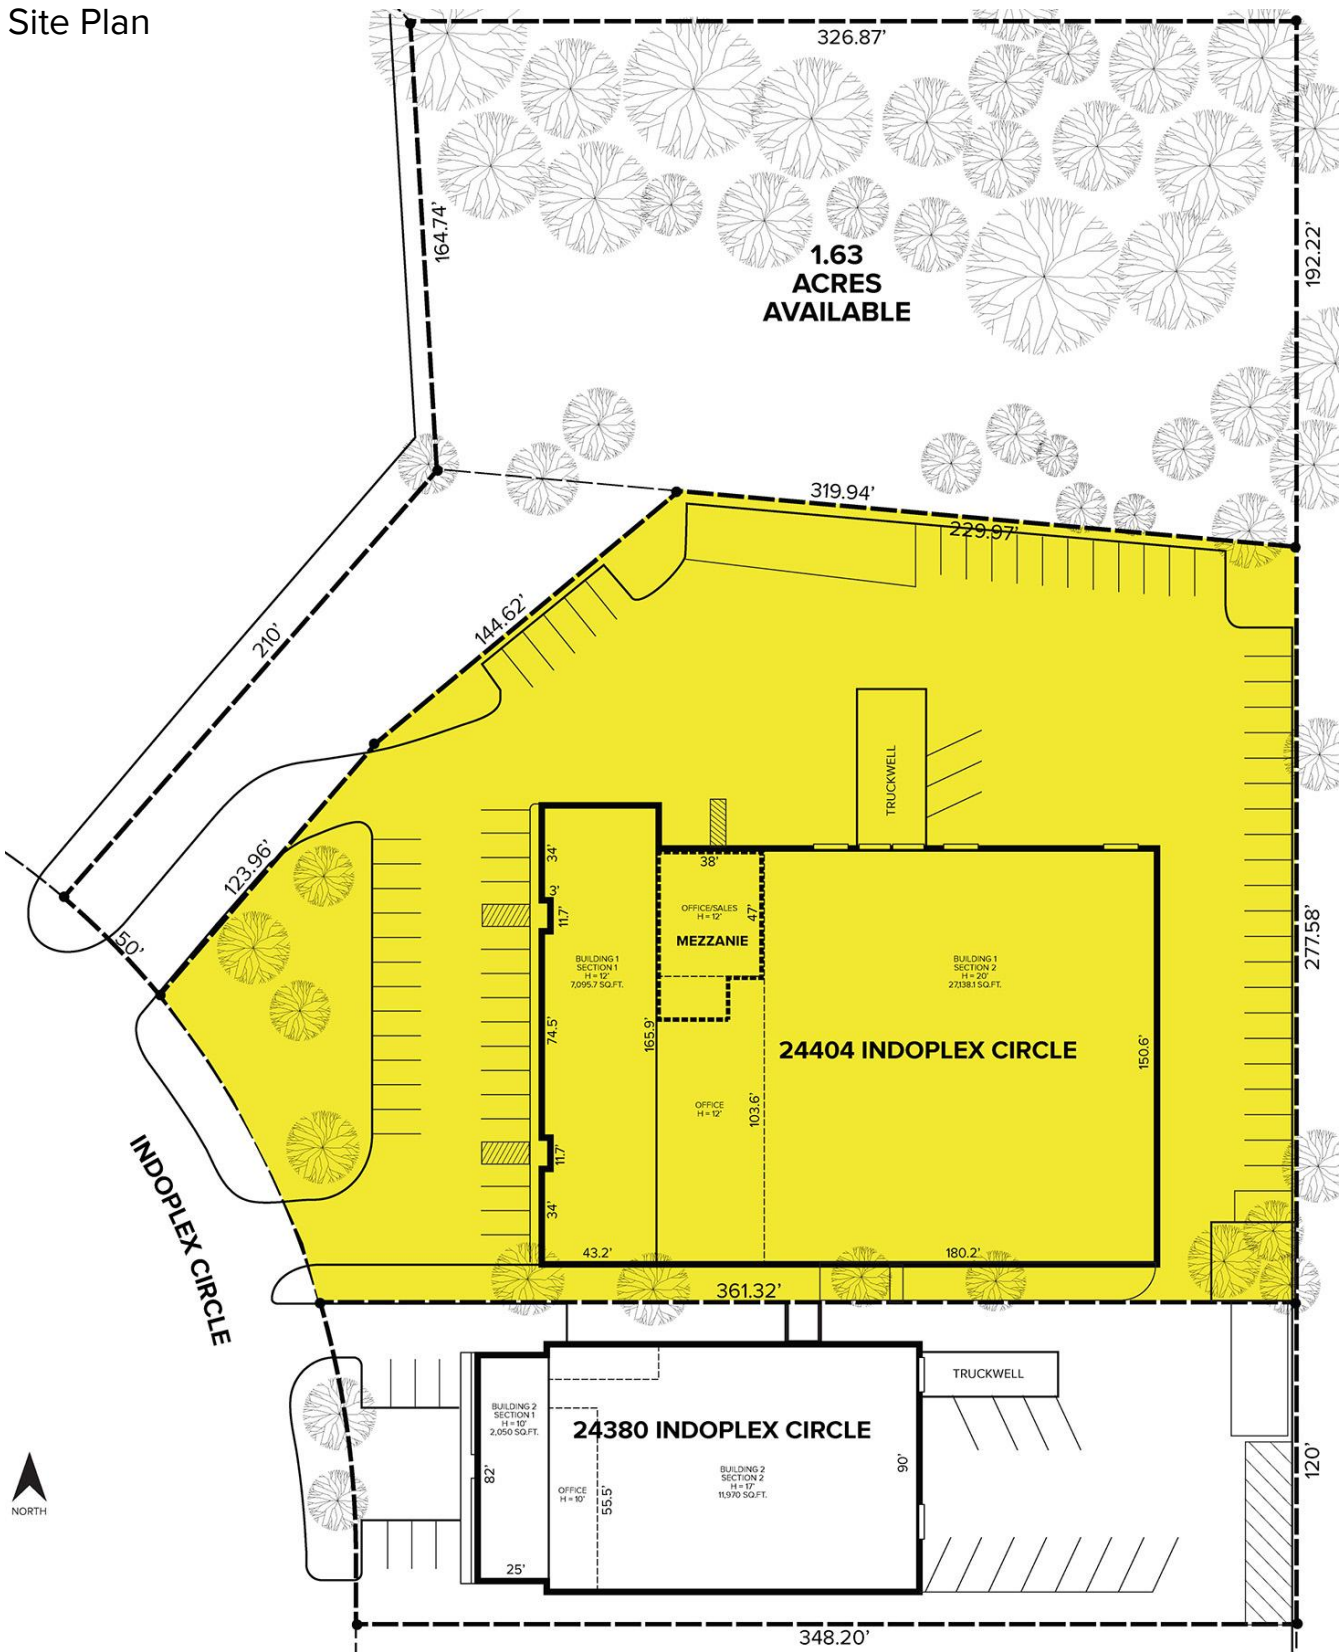 Site Plan
326.87'
164.74'
192.22'
1.63
ACRES
AVAILABLE
319.94'
229.97'
210'
144.62'
TRUCKWELL
123.96'
50'
34'
3'
11.7'
38'
OFFICE/SALES
H = 12'
47'
MEZZANIE
BUILDING 1
SECTION 1
H = 12'
7,095.7 SQ.FT.
BUILDING 1
SECTION 2
H = 20'
27,138.1 SQ.FT.
277.58'
74.5'
165.9'
24404 INDOPLEX CIRCLE
150.6'
OFFICE
H = 12'
103.6'
11.7'
34'
43.2'
180.2'
INDOPLEX CIRCLE
361.32'
TRUCKWELL
BUILDING 2
SECTION 1
H = 10'
2,050 SQ.FT.
24380 INDOPLEX CIRCLE
82'
BUILDING 2
SECTION 2
H = 17'
11,970 SQ.FT.
90'
120'
OFFICE
H = 10'
55.5'
25'
NORTH
348.20'